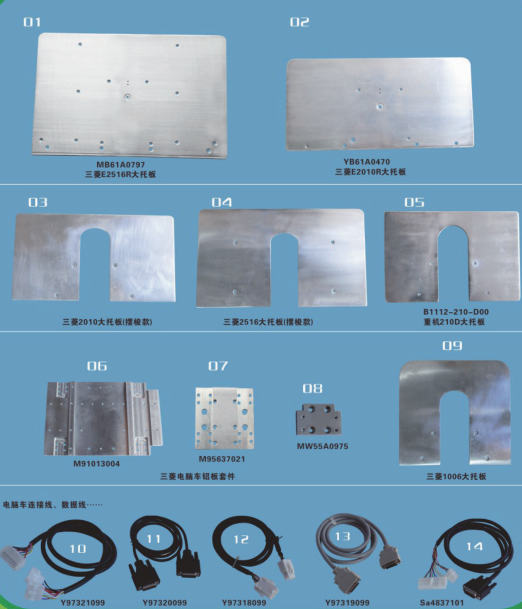 01
02
MB61A0797
三菱E2516R大托板
YB61A0470
三菱E2010R大托板
03
04
05
三菱2010大托板(摆梭款)
三菱2516大托板(摆梭款)
B1112-210-D00
重机210D大托板
06
07
08
09
M91013004
M95637021
MW55A0975
三菱电脑车铝板套件
三菱1006大托板
电脑车连接线、数据线……
10
11
12
13
14
Y97321099
Y97320099
Y97318099
Y97319099
Sa4837101